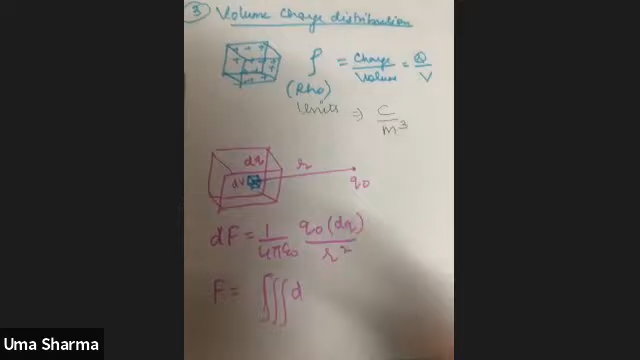 3 Volume charge distribution
ρ = Charge/Volume = Q/V
(Rho)
Units ⇒ C/m³
dq
dv
r
q0
dF = 1/4πε0 q0(dq)/r²
F = ∫∫∫ d
Uma Sharma